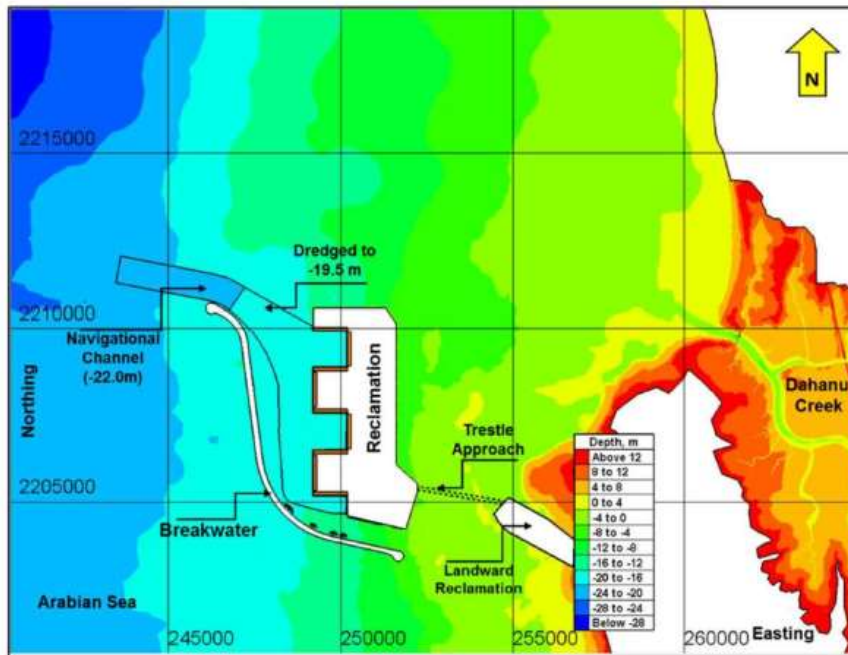 N
2215000
Dredged to
-19.5 m
2210000
Navigational
Channel
(-22.0m)
Northing
Reclamation
Dahanu
Creek
Trestle
Approach
Depth, m
Above 12
8 to 12
4 to 8
0 to 4
-4 to 0
-8 to -4
-12 to -8
-16 to -12
-20 to -16
-24 to -20
-28 to -24
Below -28
2205000
Breakwater
Landward
Reclamation
Arabian Sea
245000
250000
255000
260000
Easting